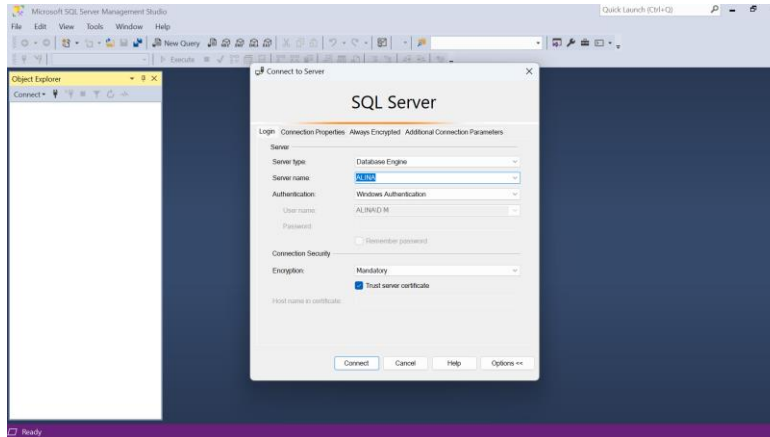 Microsoft SQL Server Management Studio
Quick Launch (Ctrl+Q)
File Edit View Tools Window Help
New Query
Execute
Object Explorer
Connect
Connect to Server
SQL Server
Login Connection Properties Always Encrypted Additional Connection Parameters
Server
Server type: Database Engine
Server name: ALINA
Authentication: Windows Authentication
User name: ALINA\D M
Password:
Remember password
Connection Security
Encryption: Mandatory
Trust server certificate
Host name in certificate:
Connect Cancel Help Options <<
Ready